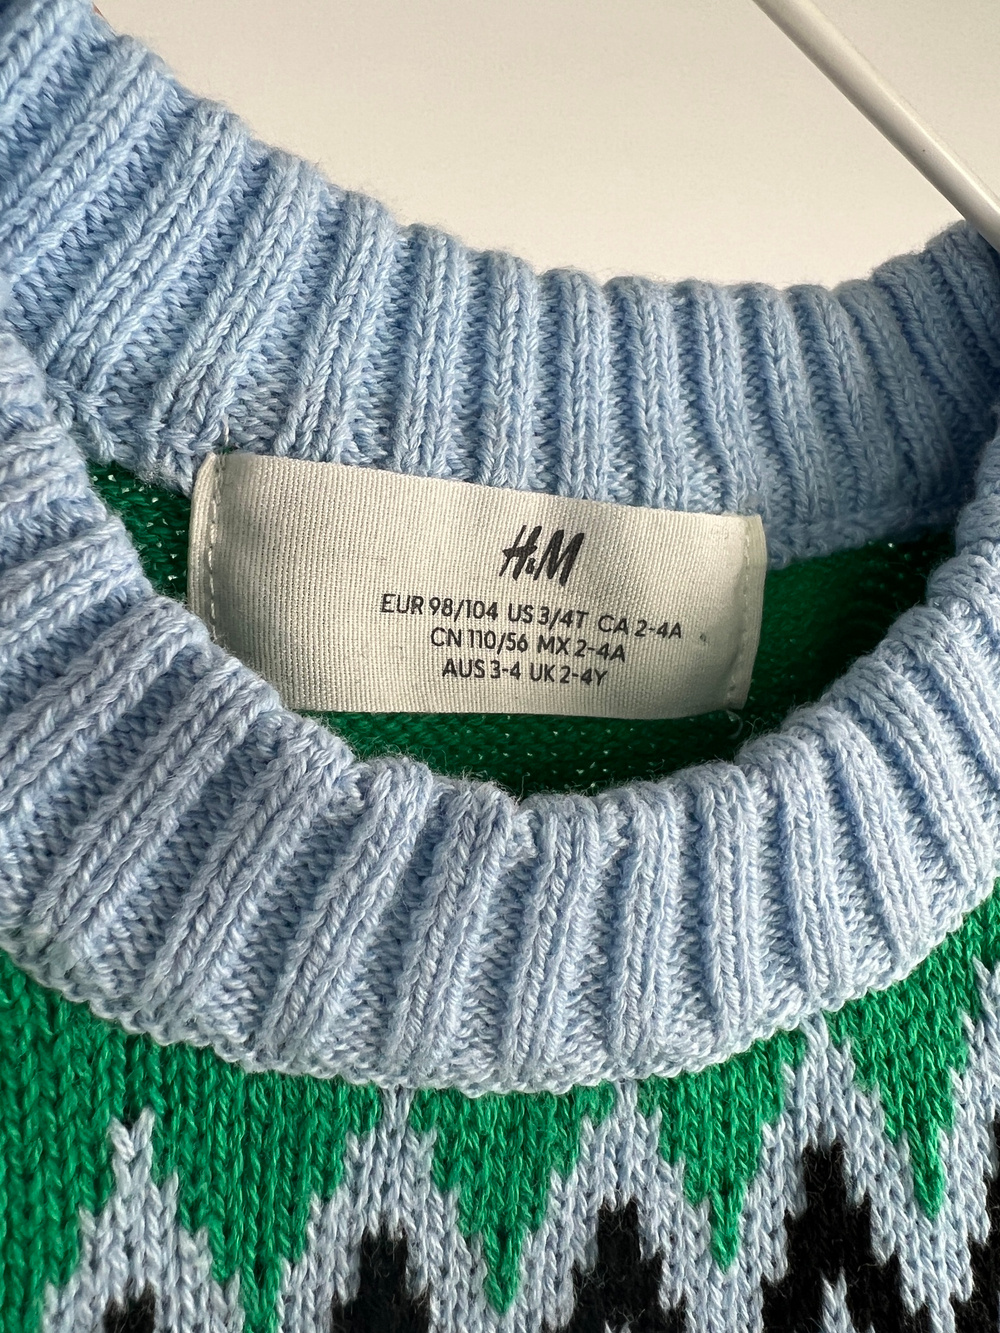 H&M
EUR 98/104 US 3/4T CA 2-4A
CN 110/56 MX 2-4A
AUS 3-4 UK 2-4Y